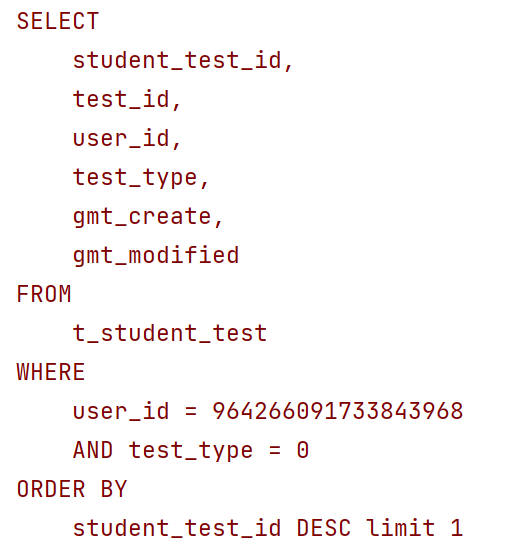 SELECT
student_test_id,
test_id,
user_id,
test_type,
gmt_create,
gmt_modified
FROM
t_student_test
WHERE
user_id = 964266091733843968
AND test_type = 0
ORDER BY
student_test_id DESC limit 1